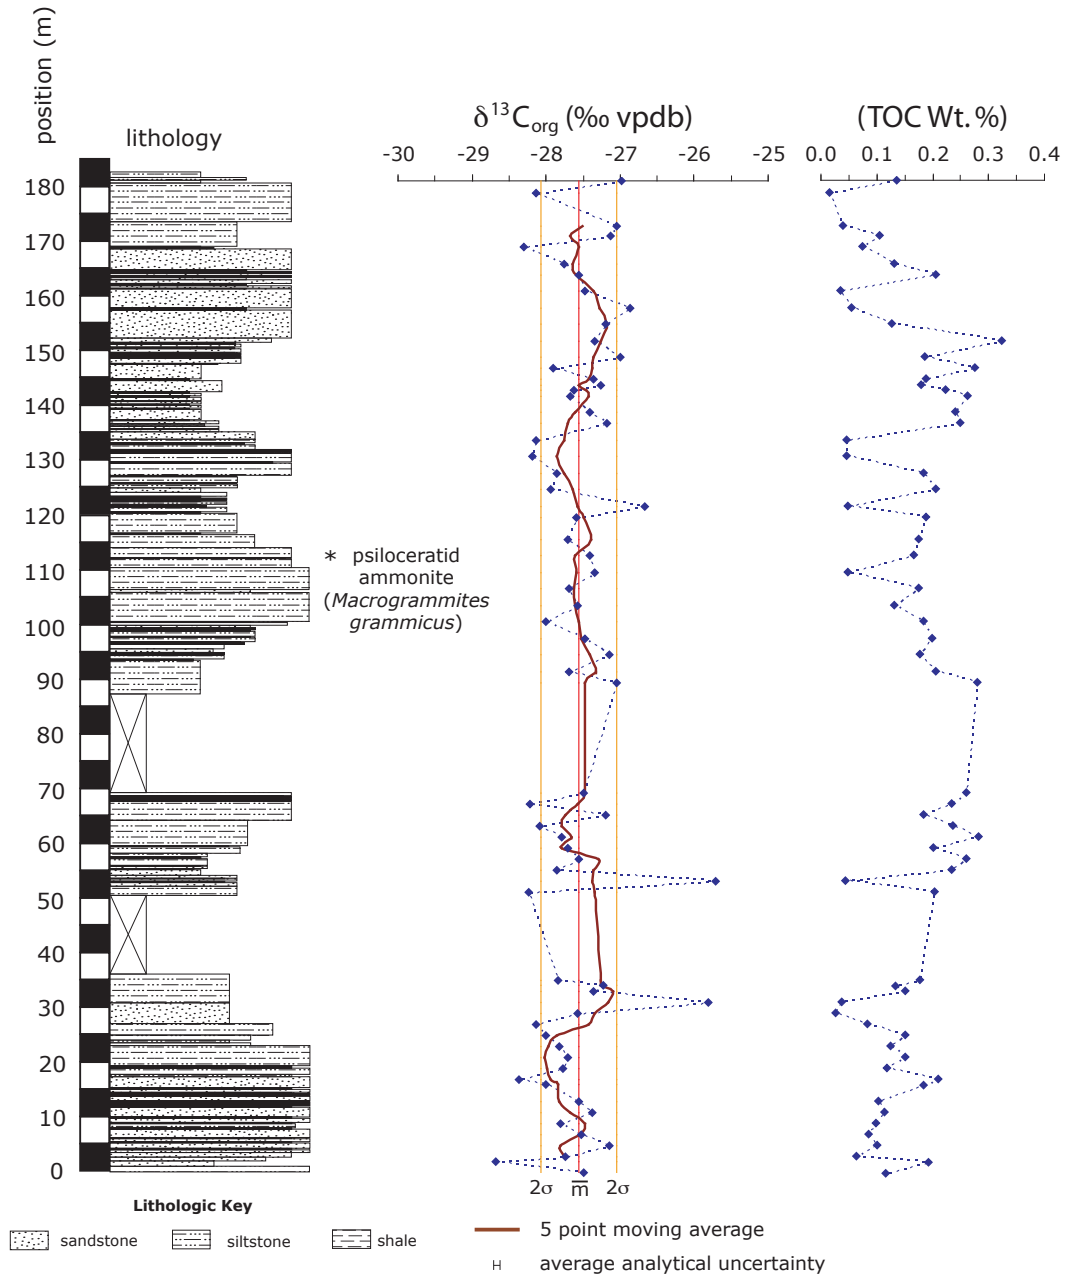 position (m)
lithology
δ¹³C_org (‰ vpdb)
(TOC Wt. %)
-30 -29 -28 -27 -26 -25
0.0 0.1 0.2 0.3 0.4
180
170
160
150
140
130
120
110
100
90
80
70
60
50
40
30
20
10
0
* psiloceratid
ammonite
(Macrogrammites
grammicus)
2σ m̅ 2σ
Lithologic Key
sandstone siltstone shale
5 point moving average
H average analytical uncertainty